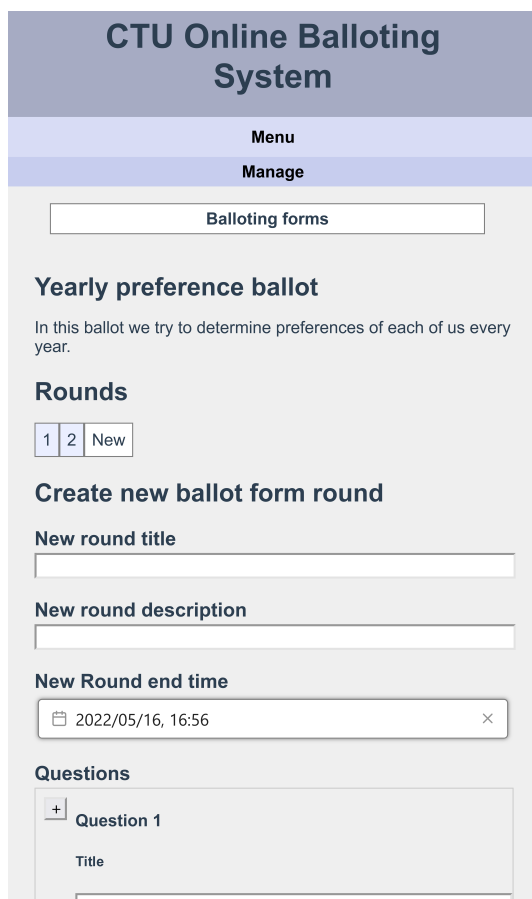 CTU Online Balloting
System
Menu
Manage
Balloting forms
Yearly preference ballot
In this ballot we try to determine preferences of each of us every
year.
Rounds
1 2 New
Create new ballot form round
New round title
New round description
New Round end time
2022/05/16, 16:56
Questions
+
Question 1
Title